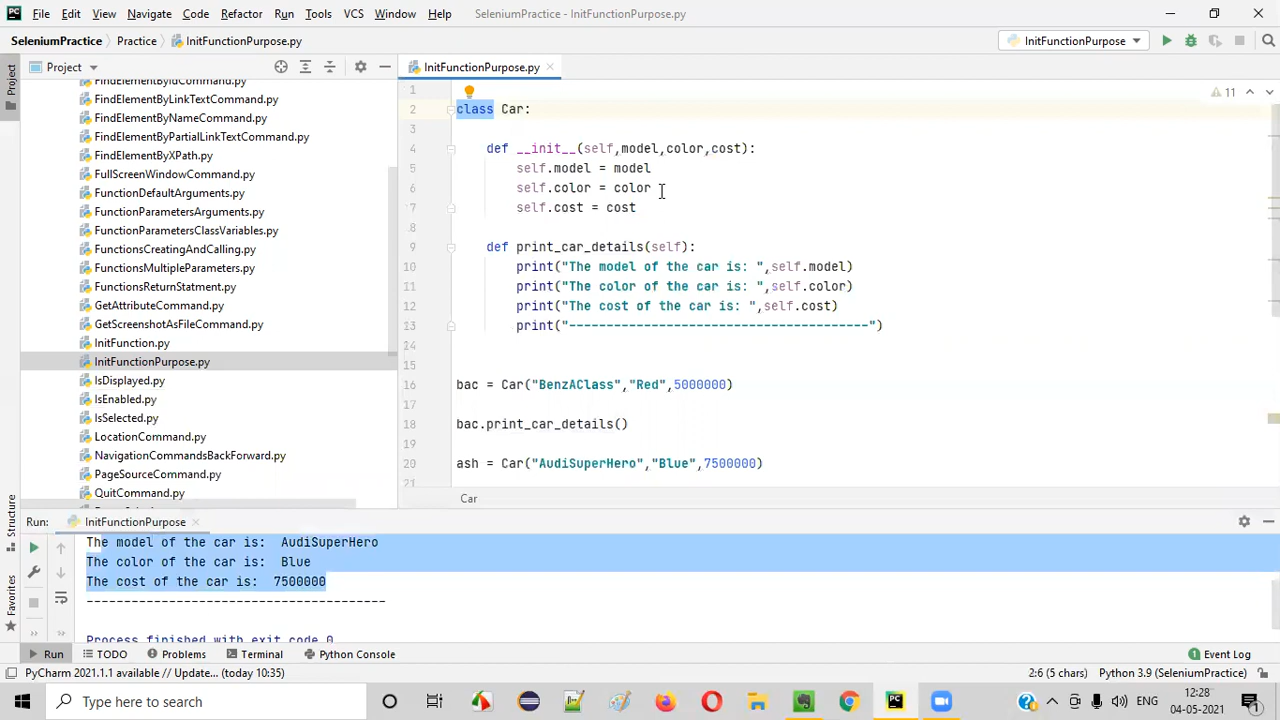 File Edit View Navigate Code Refactor Run Tools VCS Window Help SeleniumPractice - InitFunctionPurpose.py
SeleniumPractice Practice InitFunctionPurpose.py InitFunctionPurpose
Project
Project
InitFunctionPurpose.py
FindElementByIdCommand.py
FindElementByLinkTextCommand.py
FindElementByNameCommand.py
FindElementByPartialLinkTextCommand.py
FindElementByXPath.py
FullScreenWindowCommand.py
FunctionDefaultArguments.py
FunctionParametersArguments.py
FunctionParametersClassVariables.py
FunctionsCreatingAndCalling.py
FunctionsMultipleParameters.py
FunctionsReturnStatment.py
GetAttributeCommand.py
GetScreenshotAsFileCommand.py
InitFunction.py
InitFunctionPurpose.py
IsDisplayed.py
IsEnabled.py
IsSelected.py
LocationCommand.py
NavigationCommandsBackForward.py
PageSourceCommand.py
QuitCommand.py
1
11
2 class Car:
3
4 def __init__(self,model,color,cost):
5 self.model = model
6 self.color = color
7 self.cost = cost
8
9 def print_car_details(self):
10 print("The model of the car is: ",self.model)
11 print("The color of the car is: ",self.color)
12 print("The cost of the car is: ",self.cost)
13 print("----------------------------------------")
14
15
16 bac = Car("BenzAClass","Red",5000000)
17
18 bac.print_car_details()
19
20 ash = Car("AudiSuperHero","Blue",7500000)
21
Car
Structure
Favorites
Run: InitFunctionPurpose
The model of the car is:  AudiSuperHero
The color of the car is:  Blue
The cost of the car is:  7500000
----------------------------------------
Process finished with exit code 0
Run TODO Problems Terminal Python Console Event Log
PyCharm 2021.1.1 available // Update... (today 10:35) 2:6 (5 chars) Python 3.9 (SeleniumPractice)
Type here to search
ENG
12:28
04-05-2021